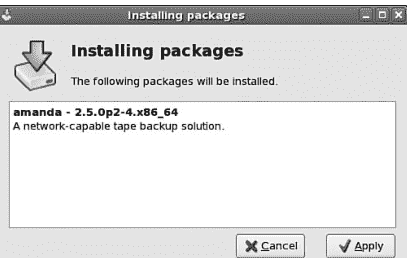 Installing packages
Installing packages
The following packages will be installed.
amanda - 2.5.0p2-4.x86_64
A network-capable tape backup solution.
Cancel
Apply